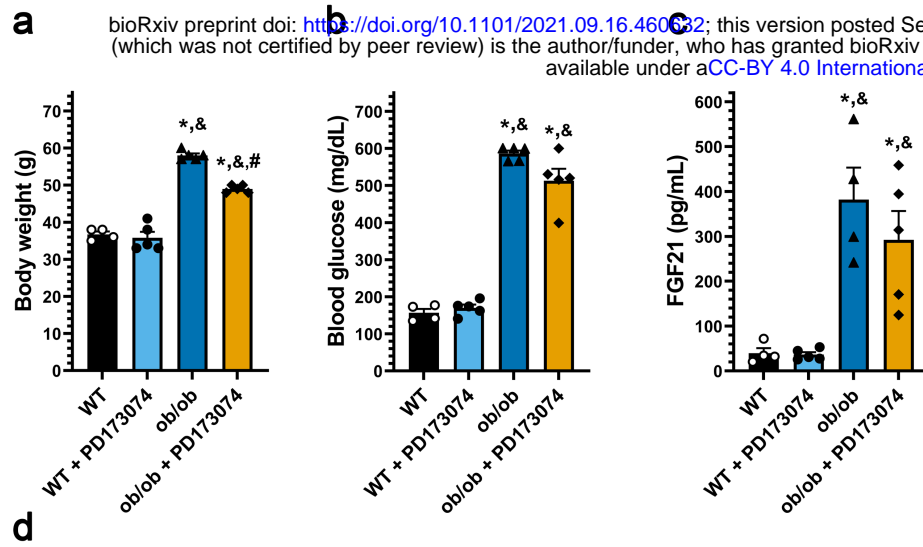 a
bioRxiv preprint doi: https://doi.org/10.1101/2021.09.16.460632; this version posted Se
(which was not certified by peer review) is the author/funder, who has granted bioRxiv
available under aCC-BY 4.0 Internationa
b
c
Body weight (g)
70
60
50
40
30
20
10
0
*,&
*,&,#
WT
WT + PD173074
ob/ob
ob/ob + PD173074
Blood glucose (mg/dL)
700
600
500
400
300
200
100
0
*,&
*,&
WT
WT + PD173074
ob/ob
ob/ob + PD173074
FGF21 (pg/mL)
600
500
400
300
200
100
0
*,&
*,&
WT
WT + PD173074
ob/ob
ob/ob + PD173074
d